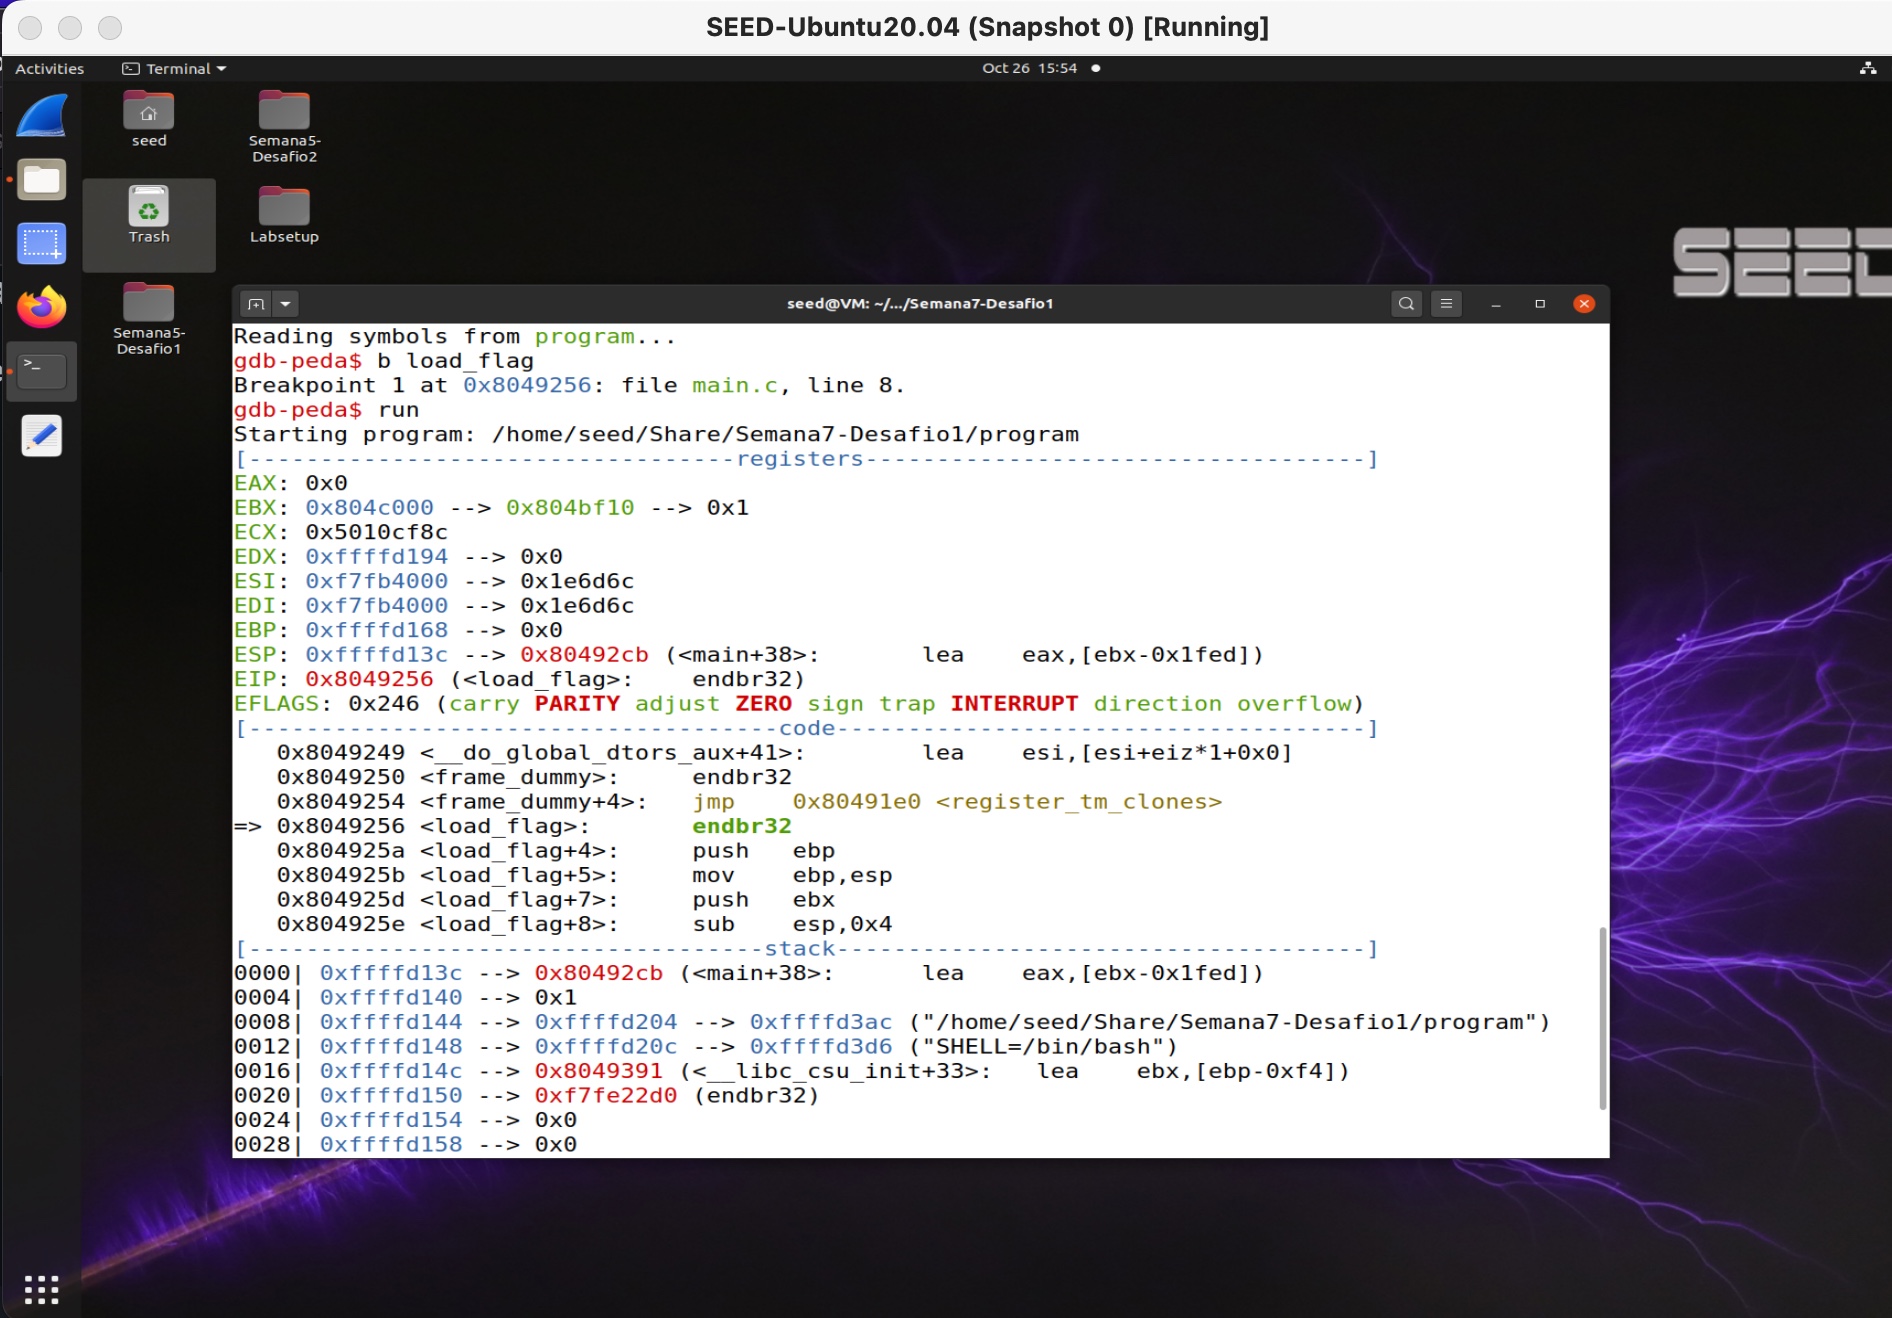 SEED-Ubuntu20.04 (Snapshot 0) [Running]
Activities
Terminal
Oct 26 15:54
seed
Semana5-
Desafio2
Trash
Labsetup
Semana5-
Desafio1
seed@VM: ~/.../Semana7-Desafio1
Reading symbols from program...
gdb-peda$ b load_flag
Breakpoint 1 at 0x8049256: file main.c, line 8.
gdb-peda$ run
Starting program: /home/seed/Share/Semana7-Desafio1/program
[----------------------------------registers-----------------------------------]
EAX: 0x0
EBX: 0x804c000 --> 0x804bf10 --> 0x1
ECX: 0x5010cf8c
EDX: 0xffffd194 --> 0x0
ESI: 0xf7fb4000 --> 0x1e6d6c
EDI: 0xf7fb4000 --> 0x1e6d6c
EBP: 0xffffd168 --> 0x0
ESP: 0xffffd13c --> 0x80492cb (<main+38>: lea eax,[ebx-0x1fed])
EIP: 0x8049256 (<load_flag>: endbr32)
EFLAGS: 0x246 (carry PARITY adjust ZERO sign trap INTERRUPT direction overflow)
[-------------------------------------code-------------------------------------]
0x8049249 <__do_global_dtors_aux+41>: lea esi,[esi+eiz*1+0x0]
0x8049250 <frame_dummy>: endbr32
0x8049254 <frame_dummy+4>: jmp 0x80491e0 <register_tm_clones>
=> 0x8049256 <load_flag>: endbr32
0x804925a <load_flag+4>: push ebp
0x804925b <load_flag+5>: mov ebp,esp
0x804925d <load_flag+7>: push ebx
0x804925e <load_flag+8>: sub esp,0x4
[------------------------------------stack-------------------------------------]
0000| 0xffffd13c --> 0x80492cb (<main+38>: lea eax,[ebx-0x1fed])
0004| 0xffffd140 --> 0x1
0008| 0xffffd144 --> 0xffffd204 --> 0xffffd3ac ("/home/seed/Share/Semana7-Desafio1/program")
0012| 0xffffd148 --> 0xffffd20c --> 0xffffd3d6 ("SHELL=/bin/bash")
0016| 0xffffd14c --> 0x8049391 (<__libc_csu_init+33>: lea ebx,[ebp-0xf4])
0020| 0xffffd150 --> 0xf7fe22d0 (endbr32)
0024| 0xffffd154 --> 0x0
0028| 0xffffd158 --> 0x0